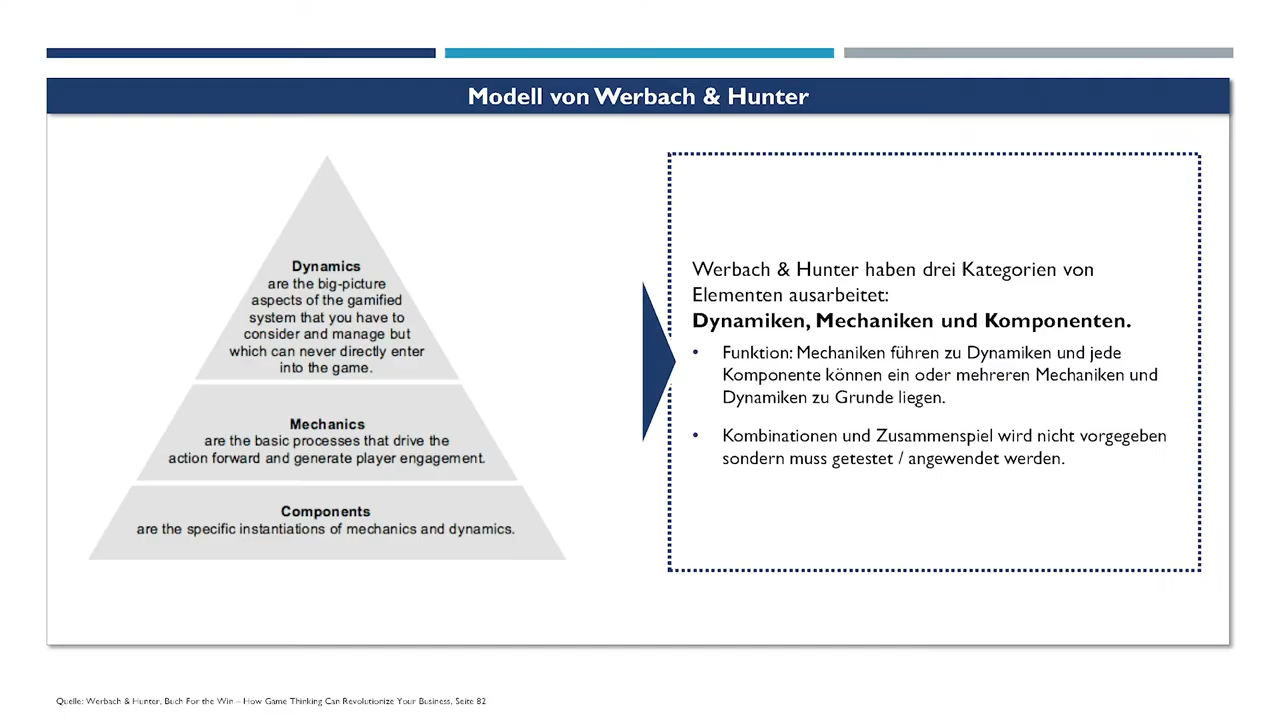 Modell von Werbach & Hunter
Dynamics
are the big-picture
aspects of the gamified
system that you have to
consider and manage but
which can never directly enter
into the game.
Mechanics
are the basic processes that drive the
action forward and generate player engagement.
Components
are the specific instantiations of mechanics and dynamics.
Werbach & Hunter haben drei Kategorien von
Elementen ausarbeitet:
Dynamiken, Mechaniken und Komponenten.
• Funktion: Mechaniken führen zu Dynamiken und jede
Komponente können ein oder mehreren Mechaniken und
Dynamiken zu Grunde liegen.
• Kombinationen und Zusammenspiel wird nicht vorgegeben
sondern muss getestet / angewendet werden.
Quelle: Werbach & Hunter, Buch For the Win – How Game Thinking Can Revolutionize Your Business, Seite 82